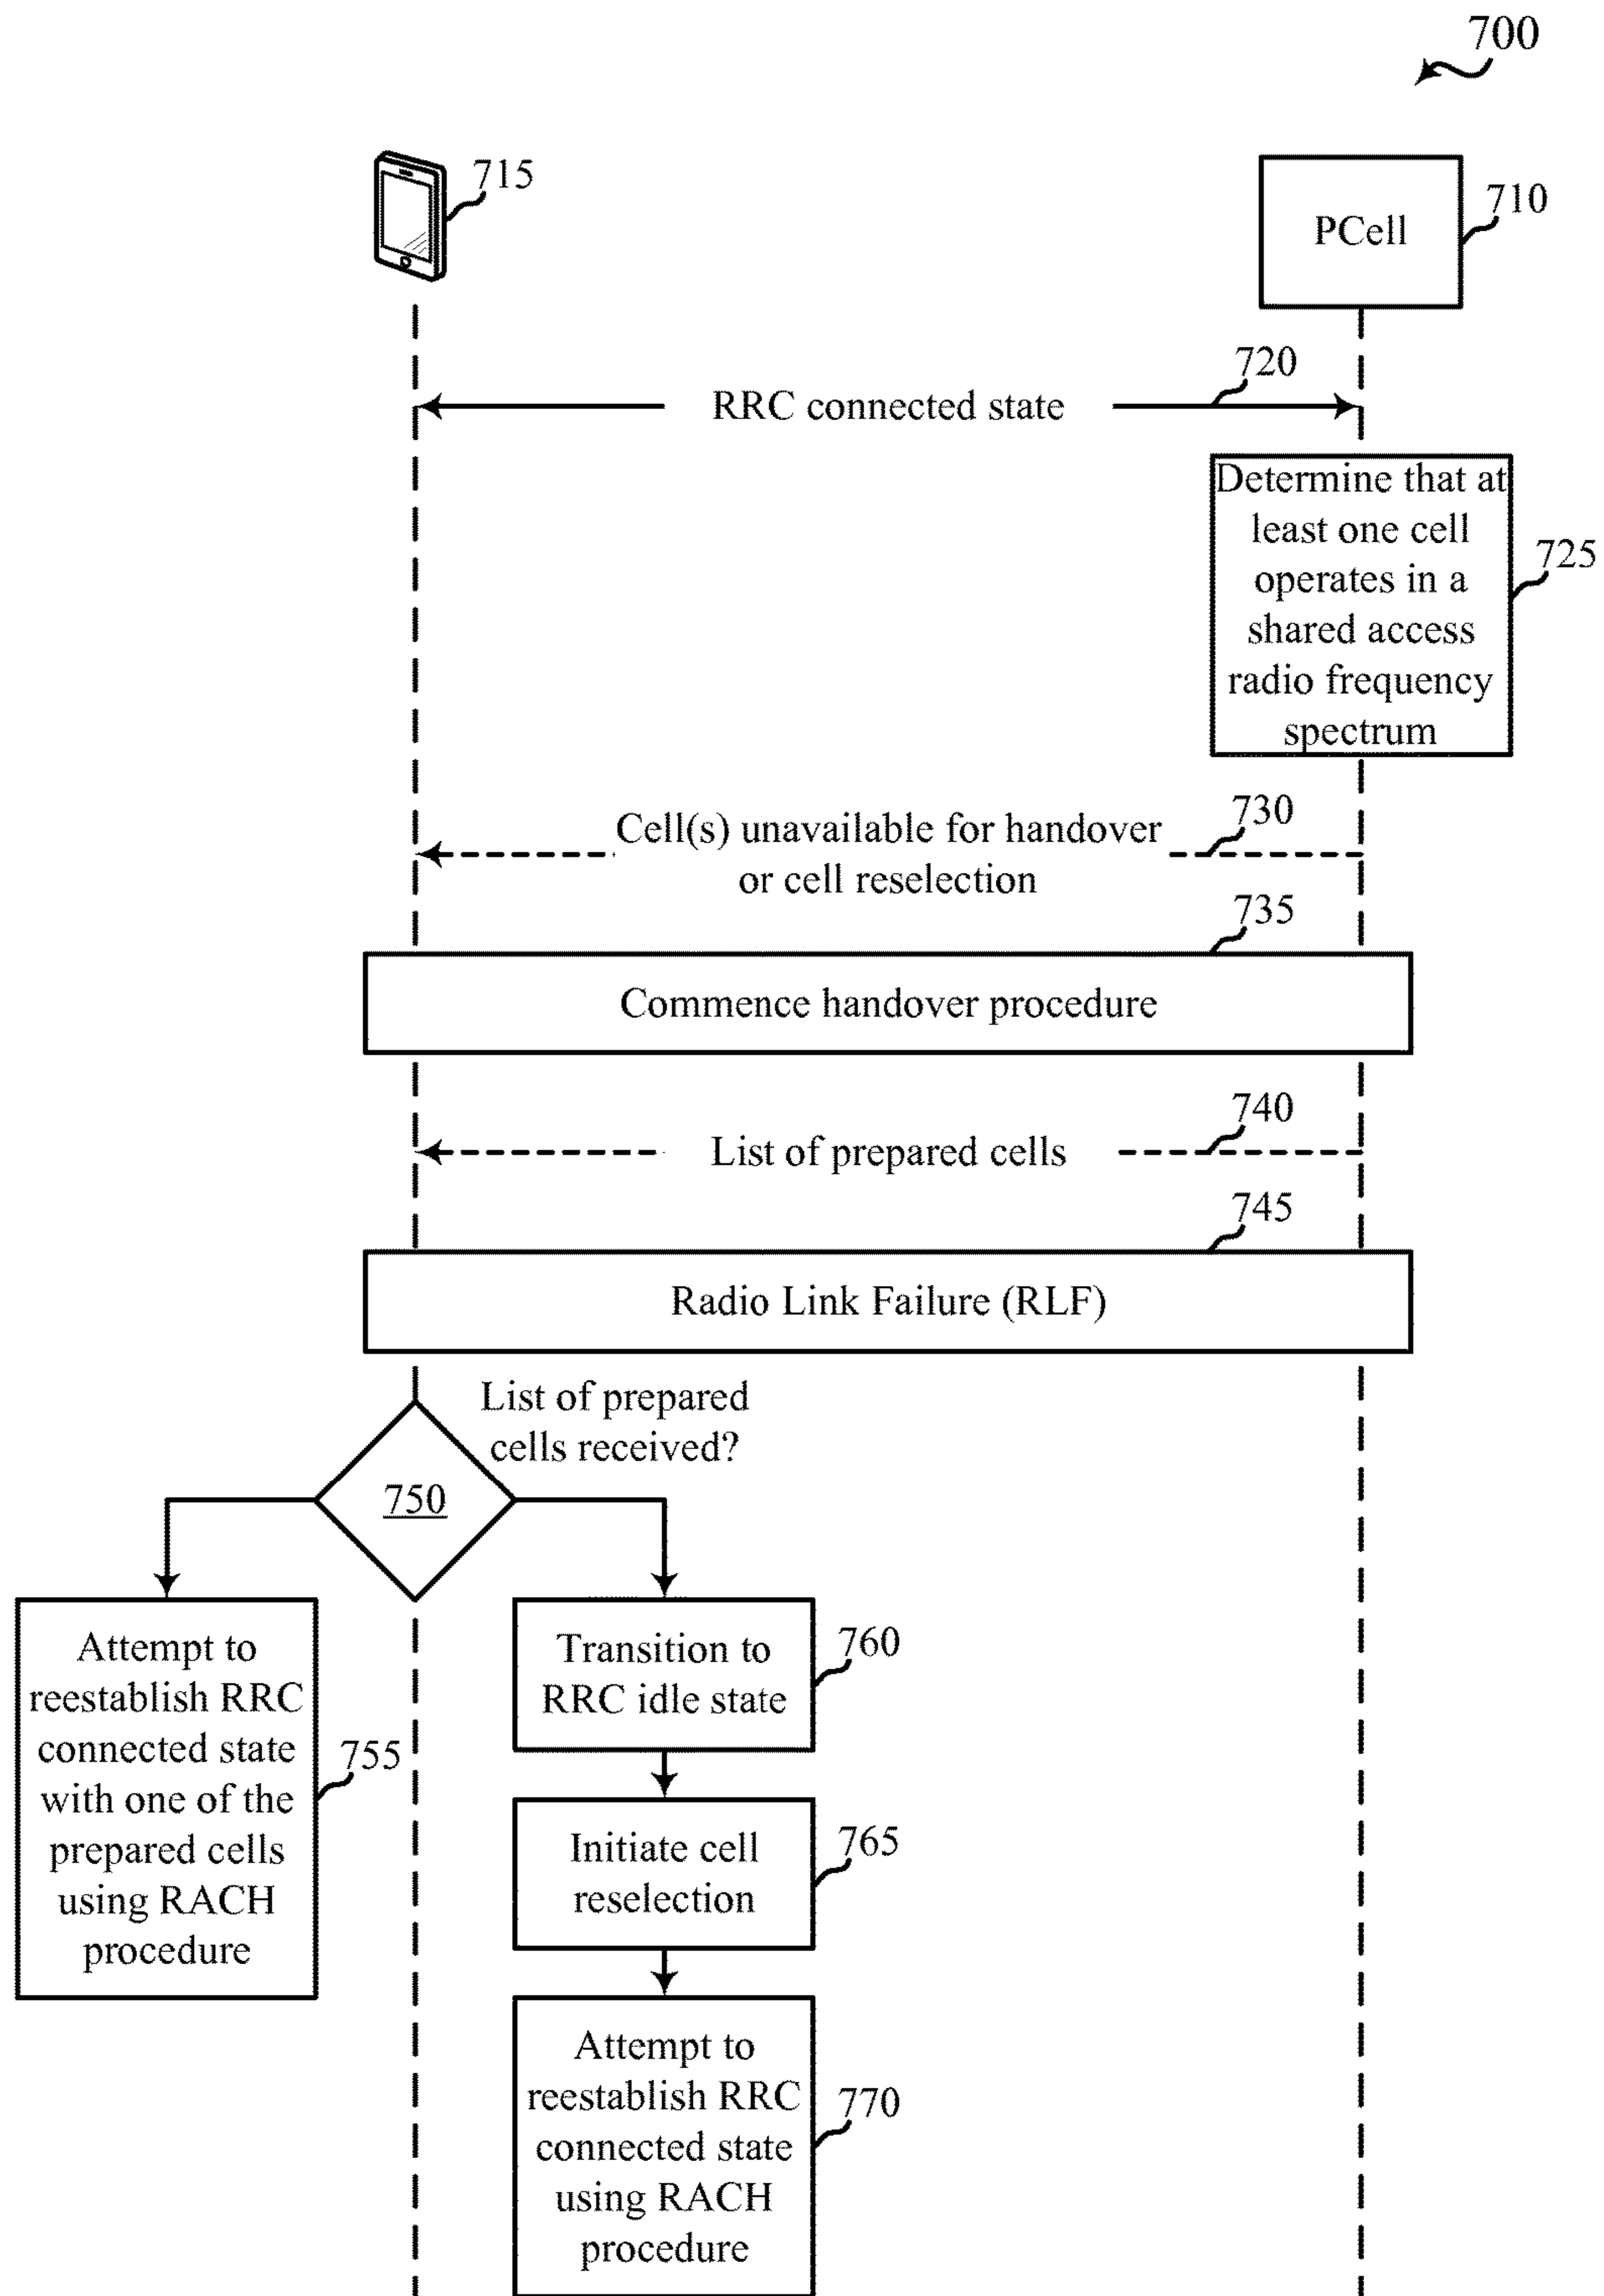 700
715
710
PCell
720
RRC connected state
Determine that at
least one cell
operates in a
shared access
radio frequency
spectrum
725
730
Cell(s) unavailable for handover
or cell reselection
735
Commence handover procedure
740
List of prepared cells
745
Radio Link Failure (RLF)
List of prepared
cells received?
750
Attempt to
reestablish RRC
connected state
with one of the
prepared cells
using RACH
procedure
755
Transition to
RRC idle state
760
Initiate cell
reselection
765
Attempt to
reestablish RRC
connected state
using RACH
procedure
770